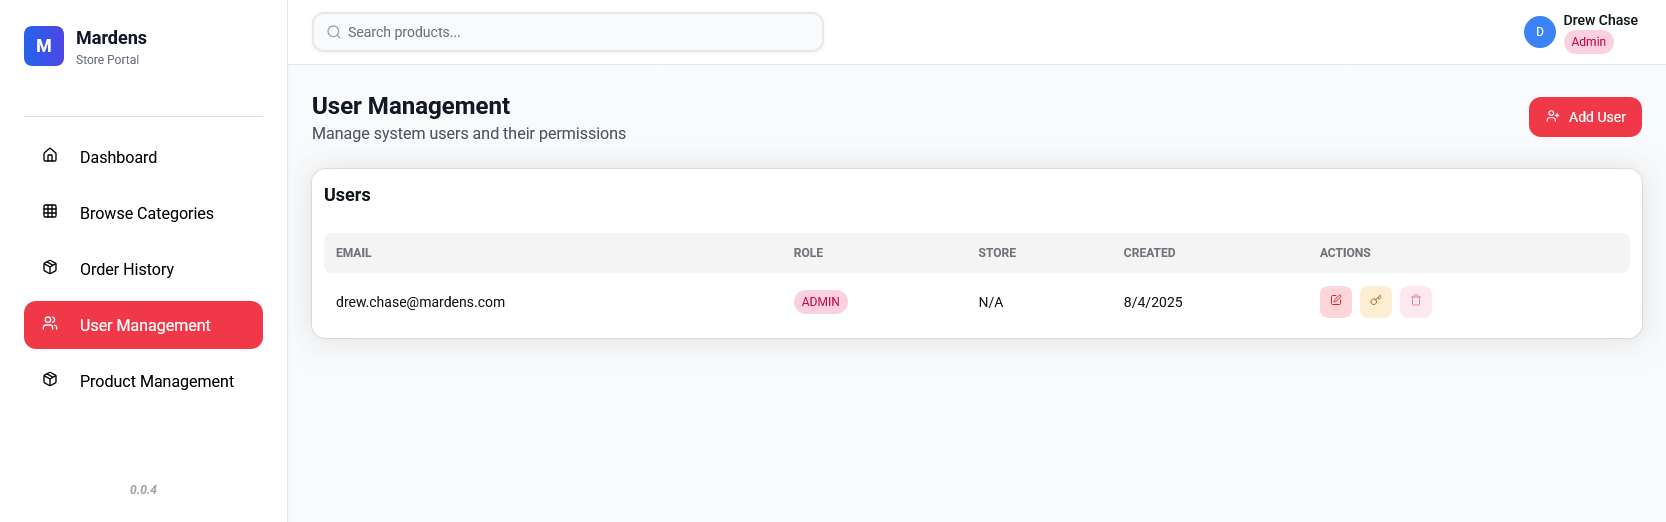 M
Mardens
Store Portal
Dashboard
Browse Categories
Order History
User Management
Product Management
0.0.4
Search products...
D
Drew Chase
Admin
User Management
Manage system users and their permissions
Add User
Users
EMAIL ROLE STORE CREATED ACTIONS
drew.chase@mardens.com ADMIN N/A 8/4/2025